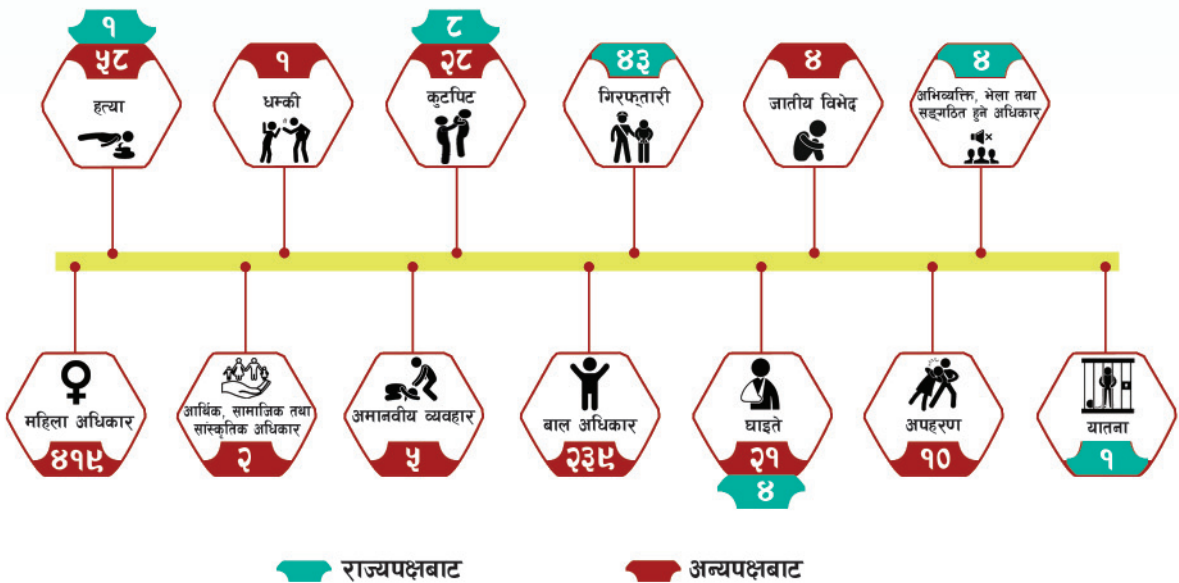 १
५८
हत्या
१
धम्की
८
२८
कुटपिट
४३
गिरफ्तारी
४
जातीय विभेद
४
अभिव्यक्ति, भेला तथा
सङ्गठित हुने अधिकार
महिला अधिकार
४१९
आर्थिक, सामाजिक तथा
सांस्कृतिक अधिकार
२
अमानवीय व्यवहार
५
बाल अधिकार
२३९
घाइते
२१
४
अपहरण
१०
यातना
१
राज्यपक्षबाट
अन्यपक्षबाट